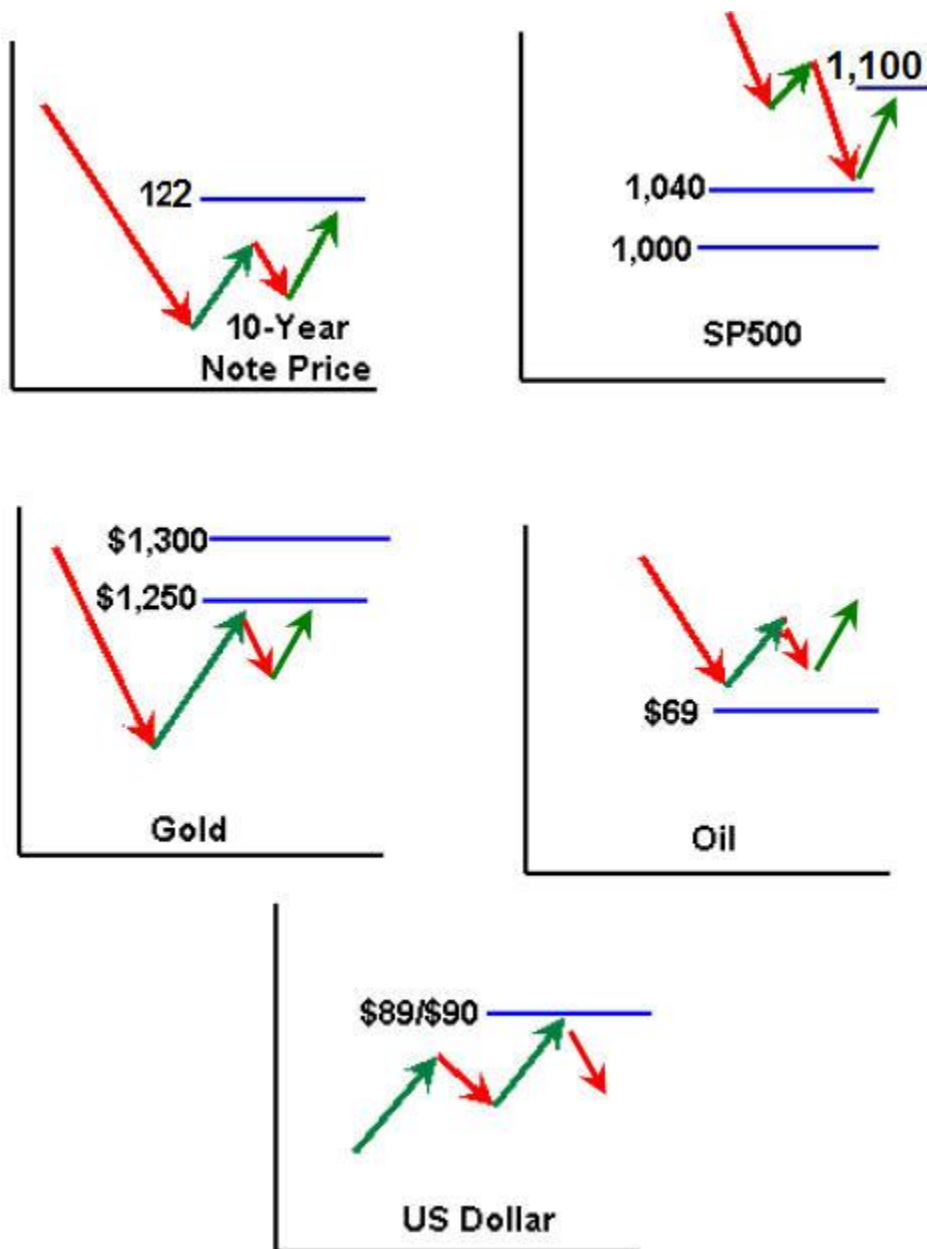 122
10-Year
Note Price
1,100
1,040
1,000
SP500
$1,300
$1,250
Gold
$69
Oil
$89/$90
US Dollar